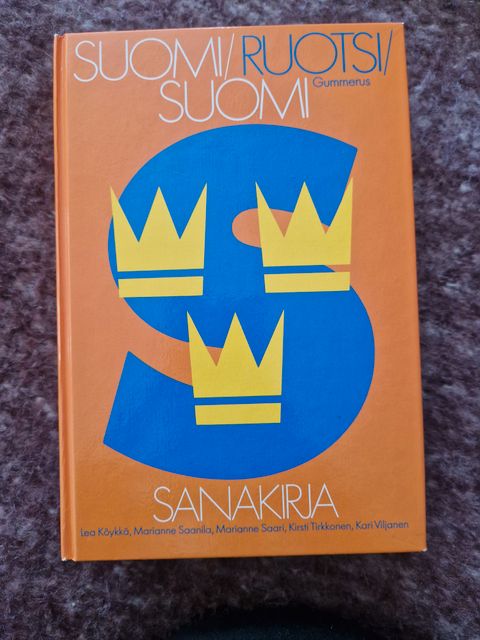 SUOMI/RUOTSI/
Gummerus
SUOMI
SANAKIRJA
Lea Köykkä, Marianne Saanila, Marianne Saari, Kirsti Tirkkonen, Kari Viljanen